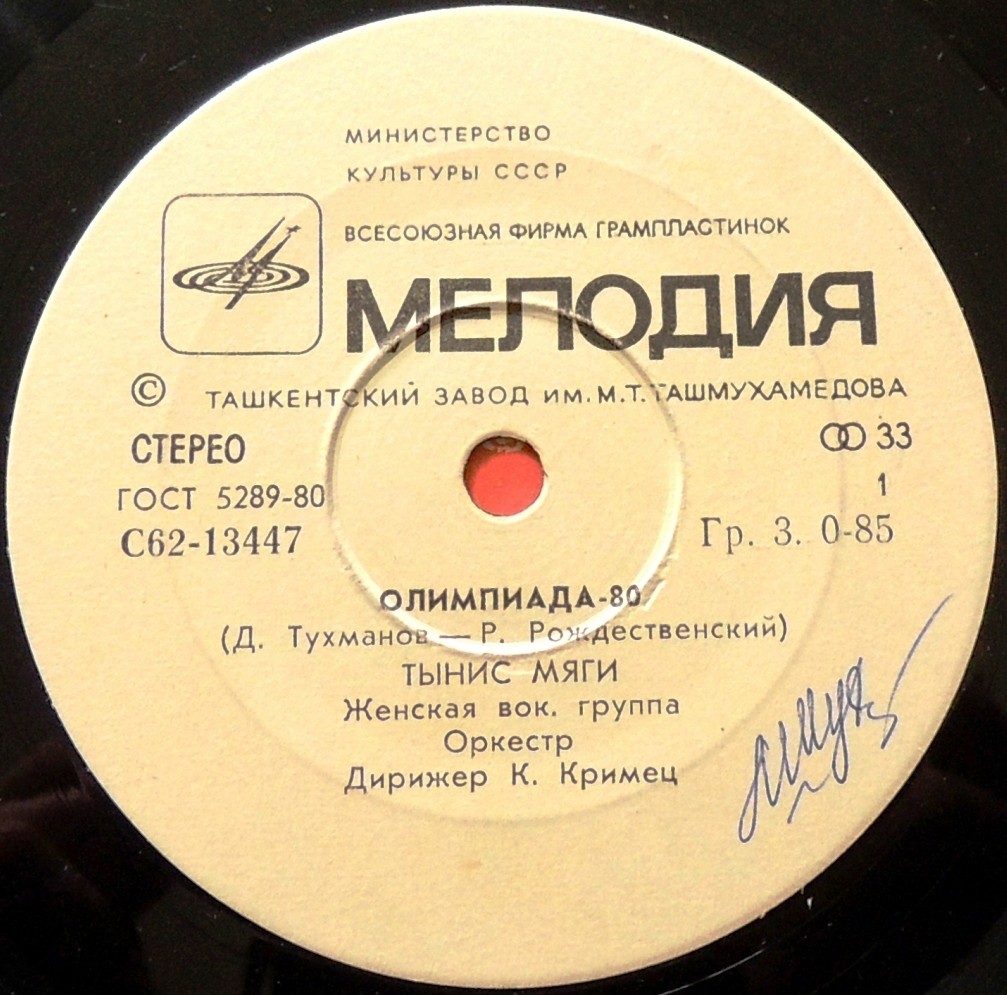 МИНИСТЕРСТВО
КУЛЬТУРЫ СССР
ВСЕСОЮЗНАЯ ФИРМА ГРАМПЛАСТИНОК
МЕЛОДИЯ
© ТАШКЕНТСКИЙ ЗАВОД ИМ. М.Т. ТАШМУХАМЕДОВА
СТЕРЕО 33
ГОСТ 5289-80 1
С62-13447 Гр. 3. 0-85
ОЛИМПИАДА-80
(Д. Тухманов — Р. Рождественский)
ТЫНИС МЯГИ
Женская вок. группа
Оркестр
Дирижер К. Кримец